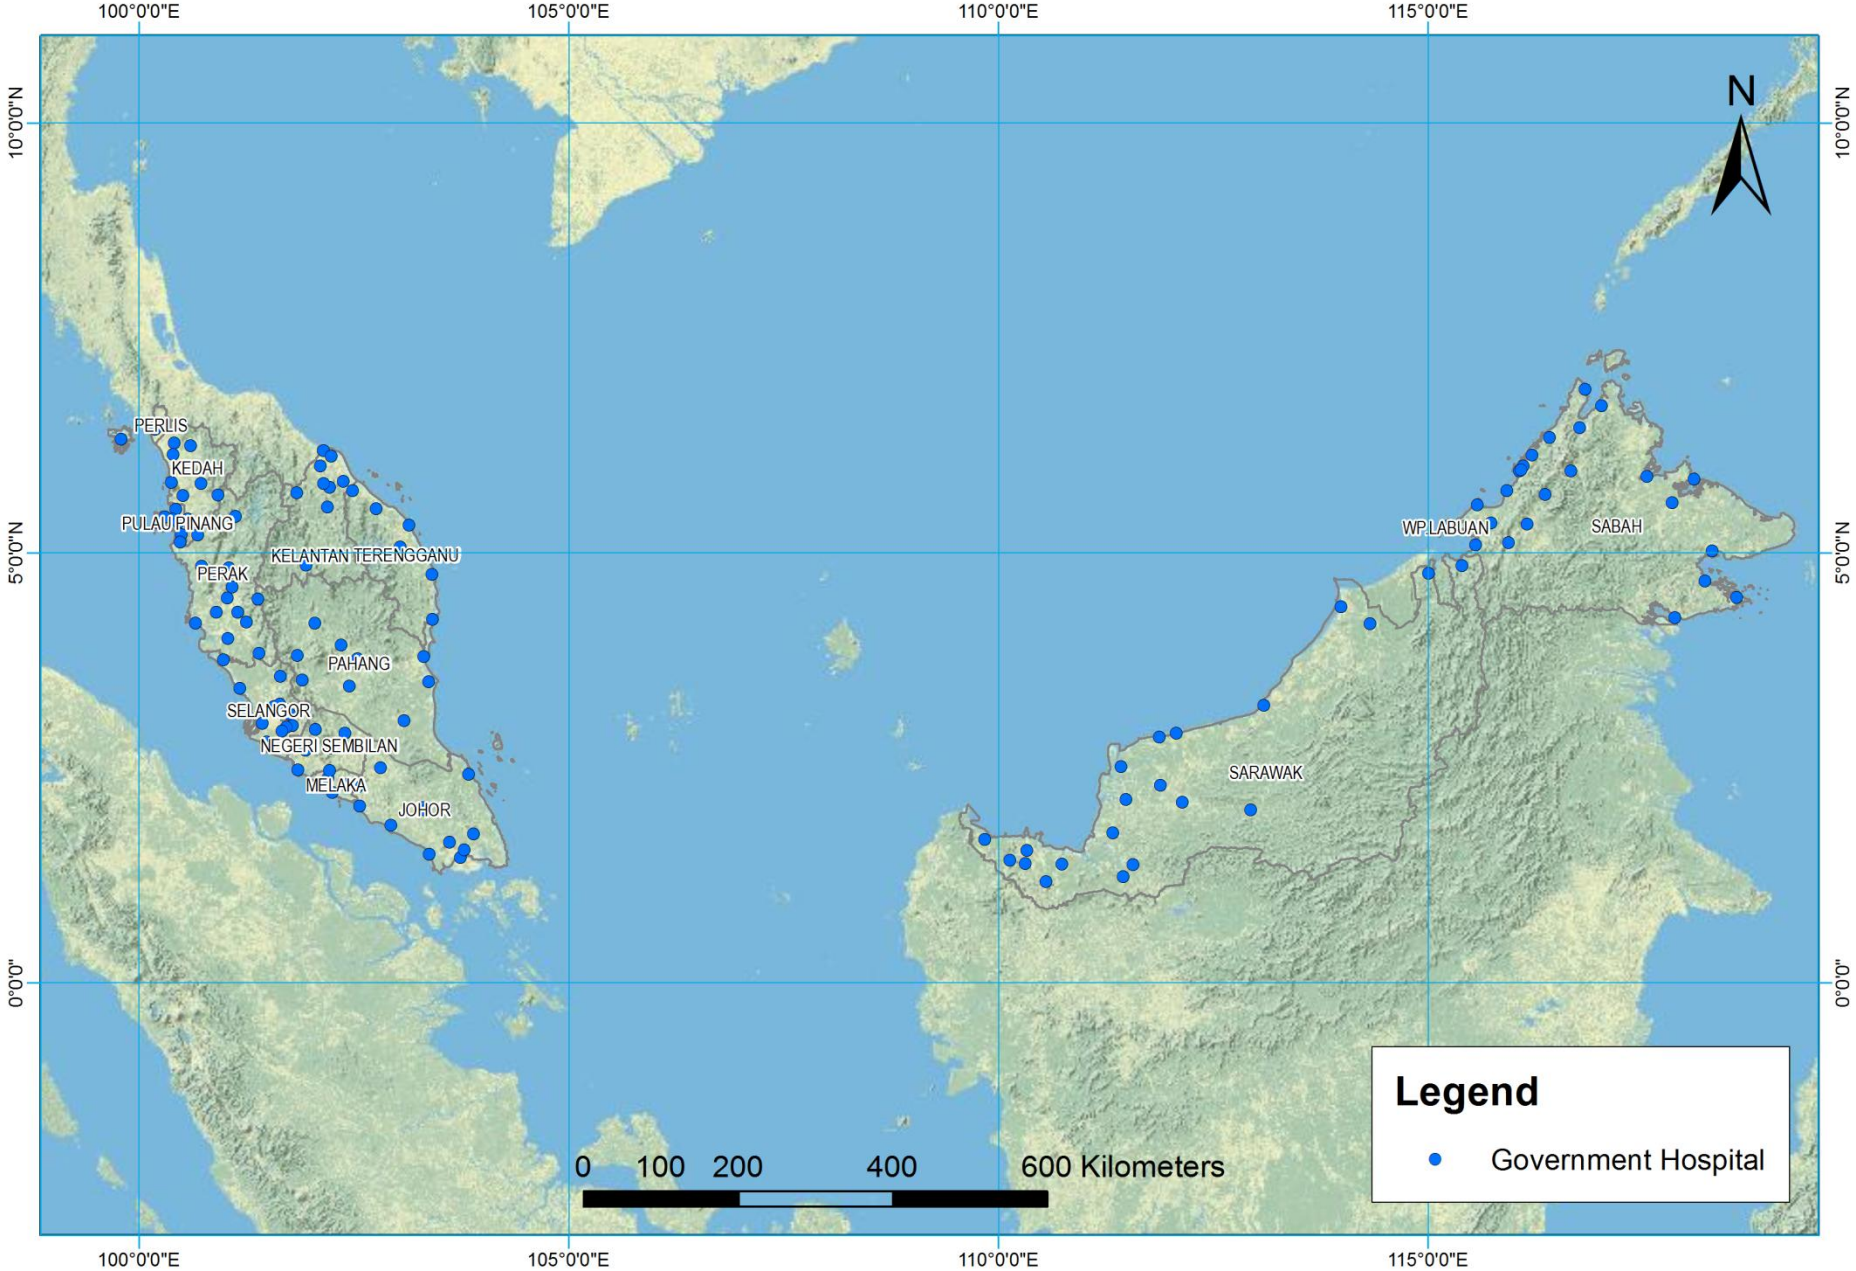 100°0'0"E 105°0'0"E 110°0'0"E 115°0'0"E
N
10°0'0"N 10°0'0"N
PERLIS
KEDAH
PULAU PINANG
WP.LABUAN SABAH
5°0'0"N 5°0'0"N
KELANTAN TERENGGANU
PERAK
PAHANG
SELANGOR
NEGERI SEMBILAN
SARAWAK
MELAKA
JOHOR
0°0'0" 0°0'0"
Legend
Government Hospital
0 100 200 400 600 Kilometers
100°0'0"E 105°0'0"E 110°0'0"E 115°0'0"E